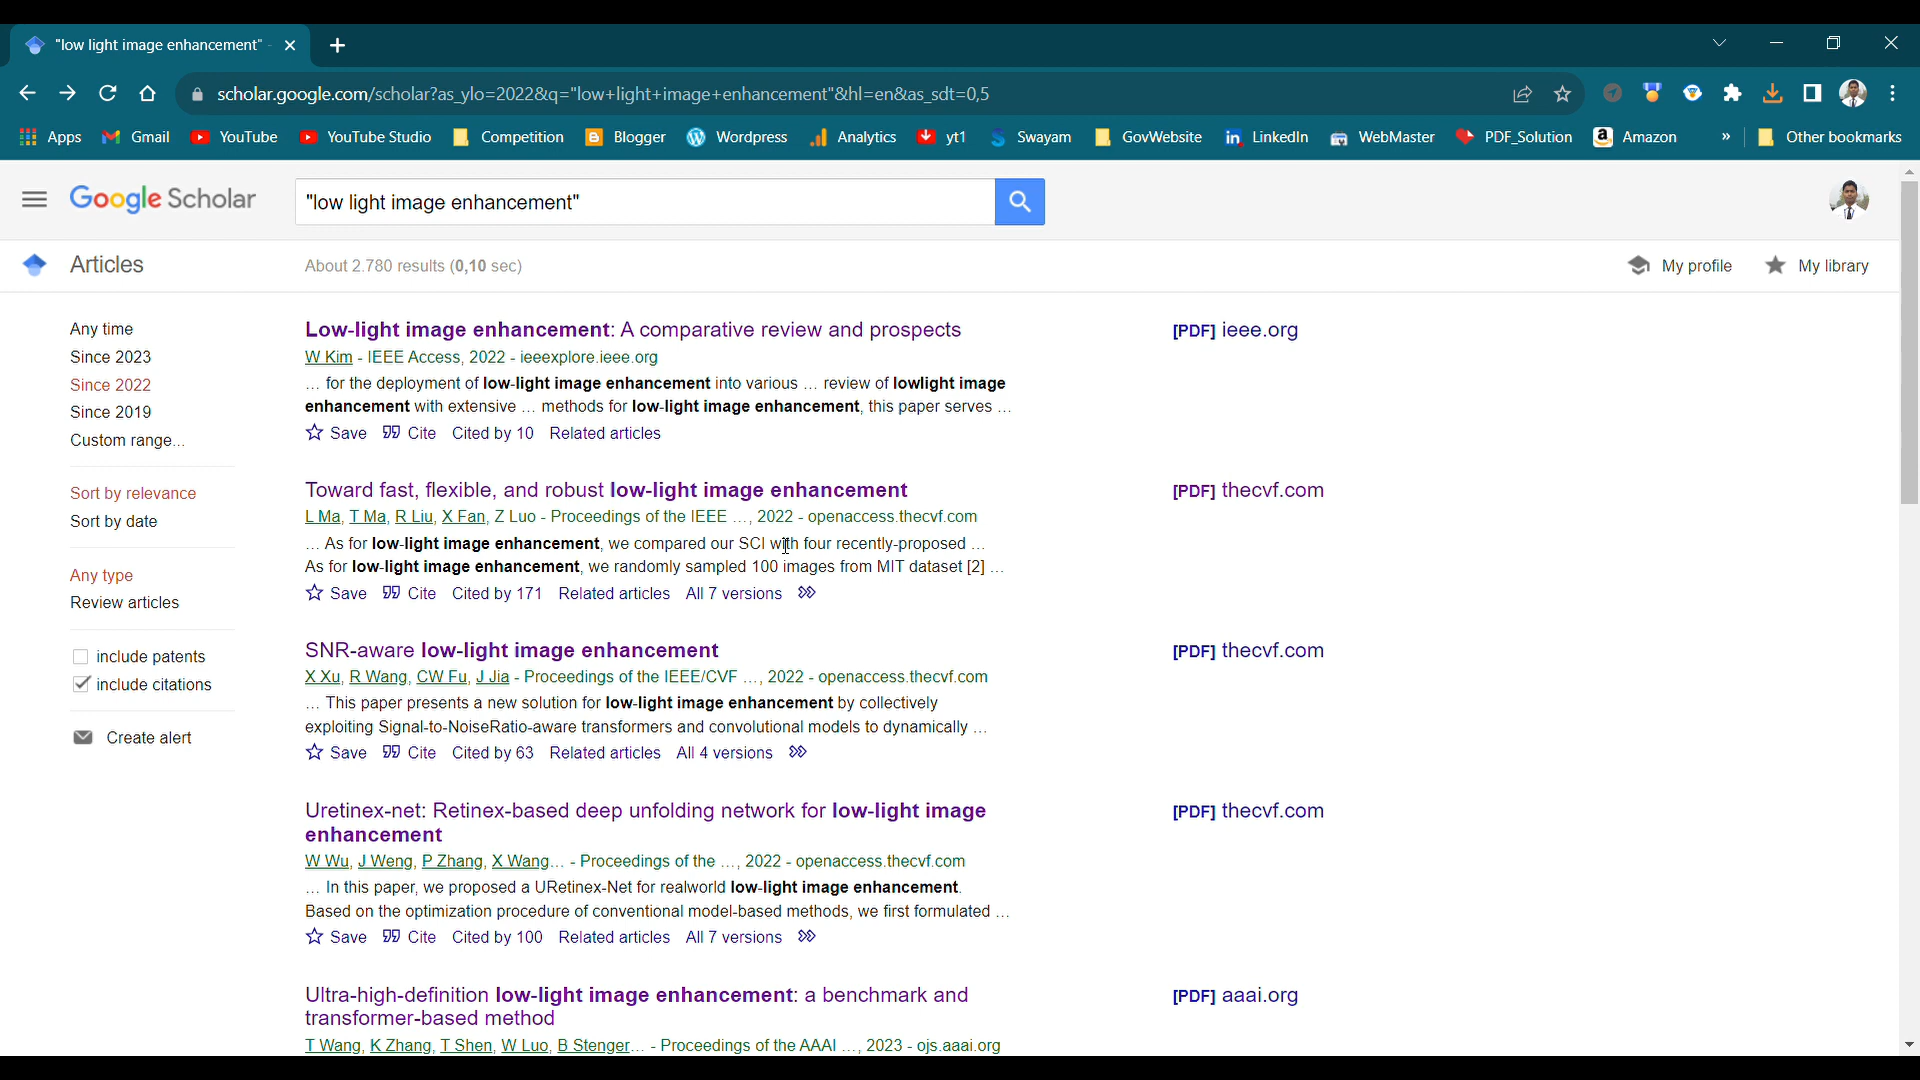 "low light image enhancement"
scholar.google.com/scholar?as_ylo=2022&q="low+light+image+enhancement"&hl=en&as_sdt=0,5
Apps Gmail YouTube YouTube Studio Competition Blogger Wordpress Analytics yt1 Swayam GovWebsite LinkedIn WebMaster PDF_Solution Amazon » Other bookmarks
Google Scholar "low light image enhancement"
Articles About 2.780 results (0,10 sec) My profile My library
Any time
Since 2023
Since 2022
Since 2019
Custom range...
Sort by relevance
Sort by date
Any type
Review articles
include patents
include citations
Create alert
Low-light image enhancement: A comparative review and prospects
[PDF] ieee.org
W Kim - IEEE Access, 2022 - ieeexplore.ieee.org
... for the deployment of low-light image enhancement into various ... review of lowlight image
enhancement with extensive ... methods for low-light image enhancement, this paper serves ...
Save Cite Cited by 10 Related articles
Toward fast, flexible, and robust low-light image enhancement
[PDF] thecvf.com
L Ma, T Ma, R Liu, X Fan, Z Luo - Proceedings of the IEEE ..., 2022 - openaccess.thecvf.com
... As for low-light image enhancement, we compared our SCI with four recently-proposed ...
As for low-light image enhancement, we randomly sampled 100 images from MIT dataset [2] ...
Save Cite Cited by 171 Related articles All 7 versions
SNR-aware low-light image enhancement
[PDF] thecvf.com
X Xu, R Wang, CW Fu, J Jia - Proceedings of the IEEE/CVF ..., 2022 - openaccess.thecvf.com
... This paper presents a new solution for low-light image enhancement by collectively
exploiting Signal-to-NoiseRatio-aware transformers and convolutional models to dynamically ...
Save Cite Cited by 63 Related articles All 4 versions
Uretinex-net: Retinex-based deep unfolding network for low-light image
enhancement
[PDF] thecvf.com
W Wu, J Weng, P Zhang, X Wang... - Proceedings of the ..., 2022 - openaccess.thecvf.com
... In this paper, we proposed a URetinex-Net for realworld low-light image enhancement.
Based on the optimization procedure of conventional model-based methods, we first formulated ...
Save Cite Cited by 100 Related articles All 7 versions
Ultra-high-definition low-light image enhancement: a benchmark and
transformer-based method
[PDF] aaai.org
T Wang, K Zhang, T Shen, W Luo, B Stenger... - Proceedings of the AAAI ..., 2023 - ojs.aaai.org